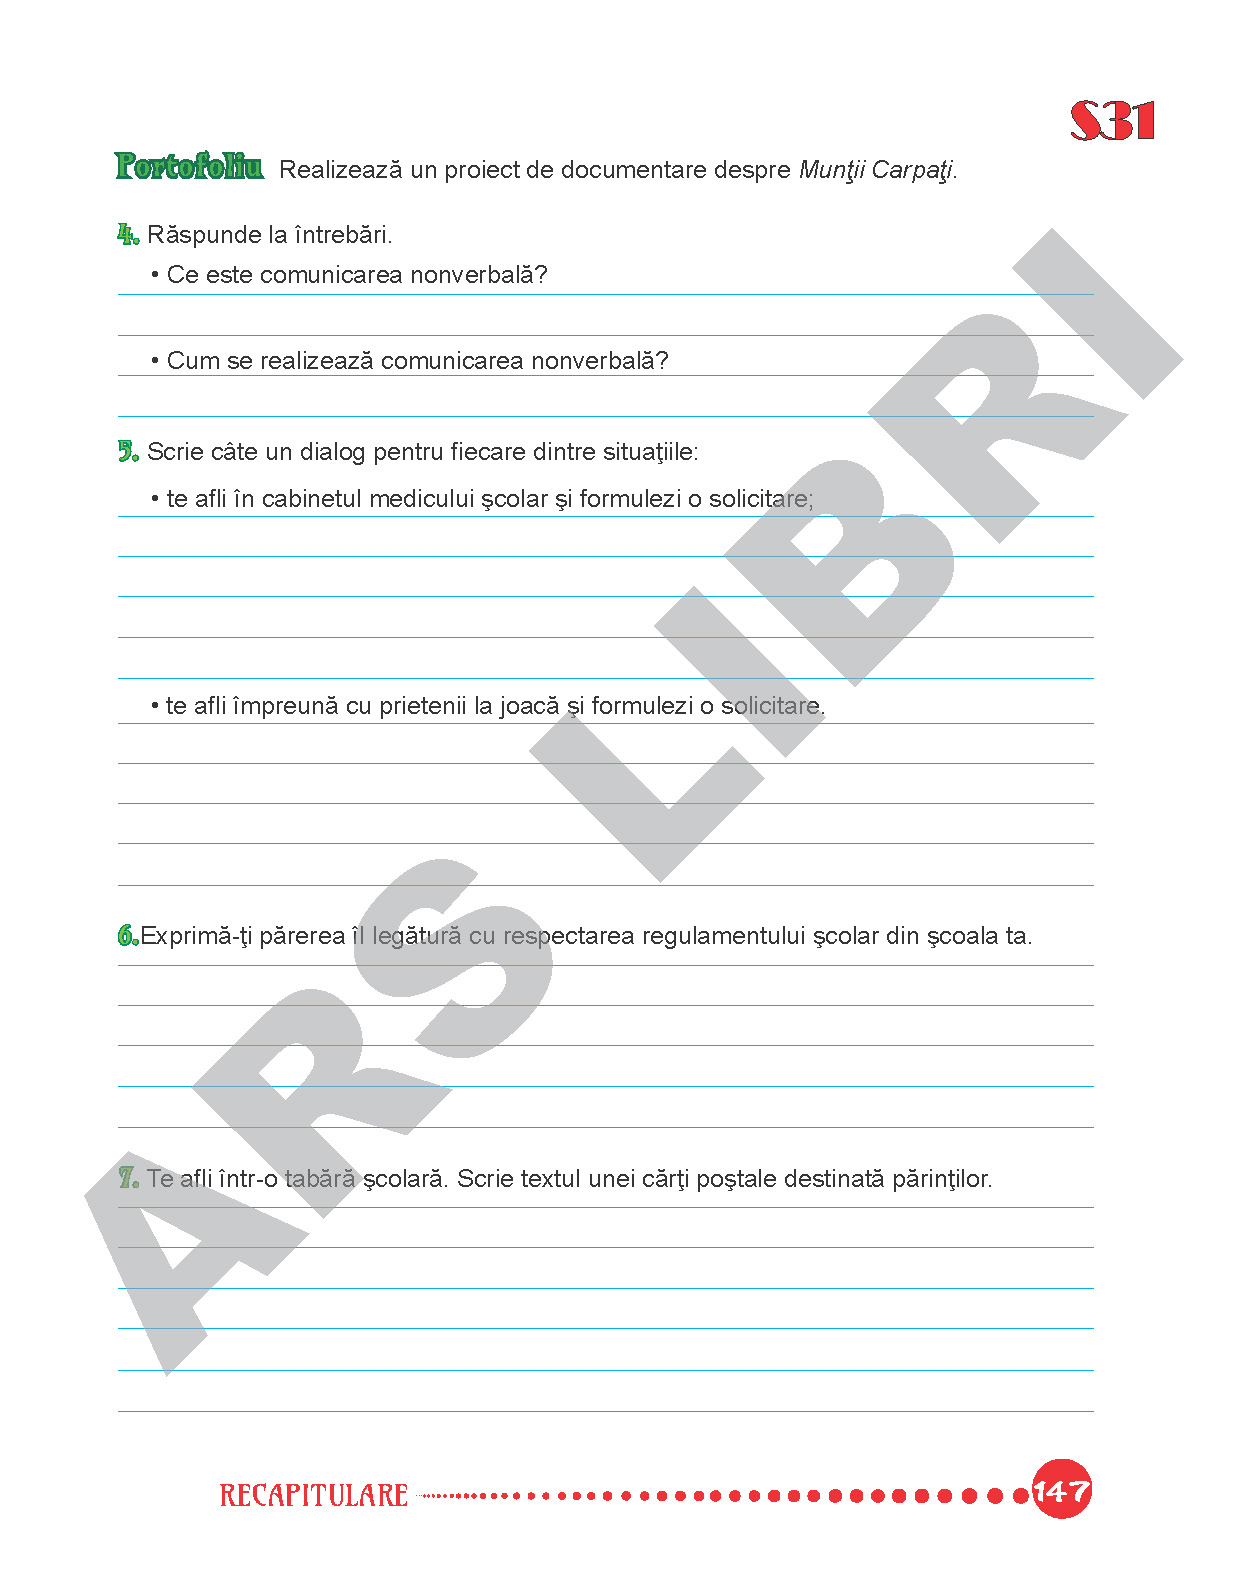 S31
Portofoliu Realizează un proiect de documentare despre Munţii Carpaţi.
4. Răspunde la întrebări.
• Ce este comunicarea nonverbală?
• Cum se realizează comunicarea nonverbală?
5. Scrie câte un dialog pentru fiecare dintre situaţiile:
• te afli în cabinetul medicului şcolar şi formulezi o solicitare;
• te afli împreună cu prietenii la joacă şi formulezi o solicitare.
6.Exprimă-ţi părerea îl legătură cu respectarea regulamentului şcolar din şcoala ta.
7. Te afli într-o tabără şcolară. Scrie textul unei cărţi poştale destinată părinţilor.
ARS LIBRI
RECAPITULARE 147